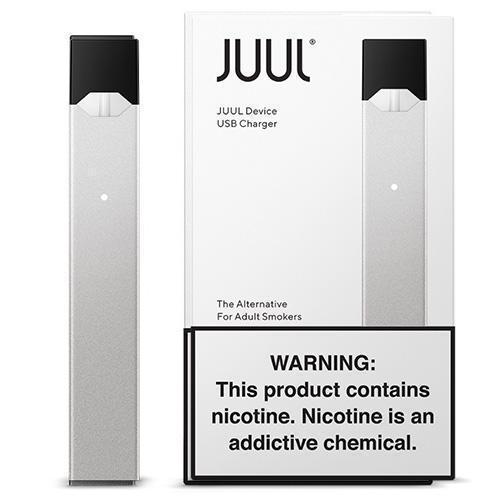 JUUL®
JUUL Device
USB Charger
The Alternative
For Adult Smokers
WARNING:
This product contains
nicotine. Nicotine is an
addictive chemical.